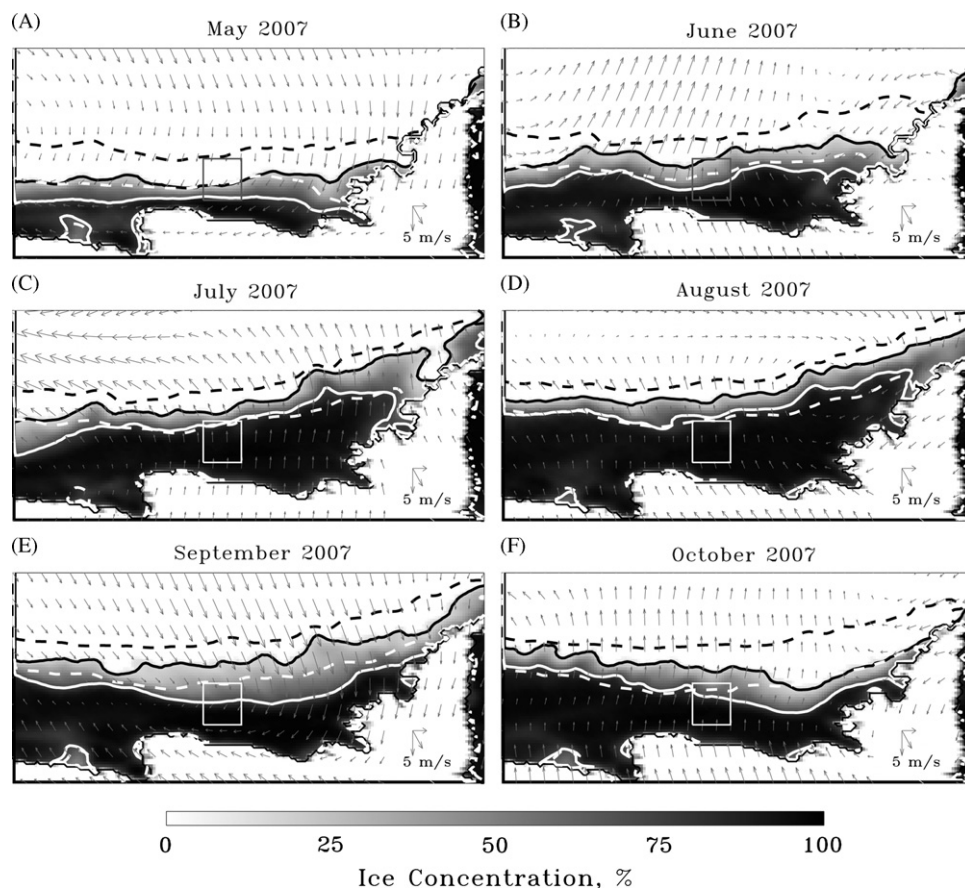 (A)
May 2007
5 m/s
(B)
June 2007
5 m/s
(C)
July 2007
5 m/s
(D)
August 2007
5 m/s
(E)
September 2007
5 m/s
(F)
October 2007
5 m/s
0 25 50 75 100
Ice Concentration, %